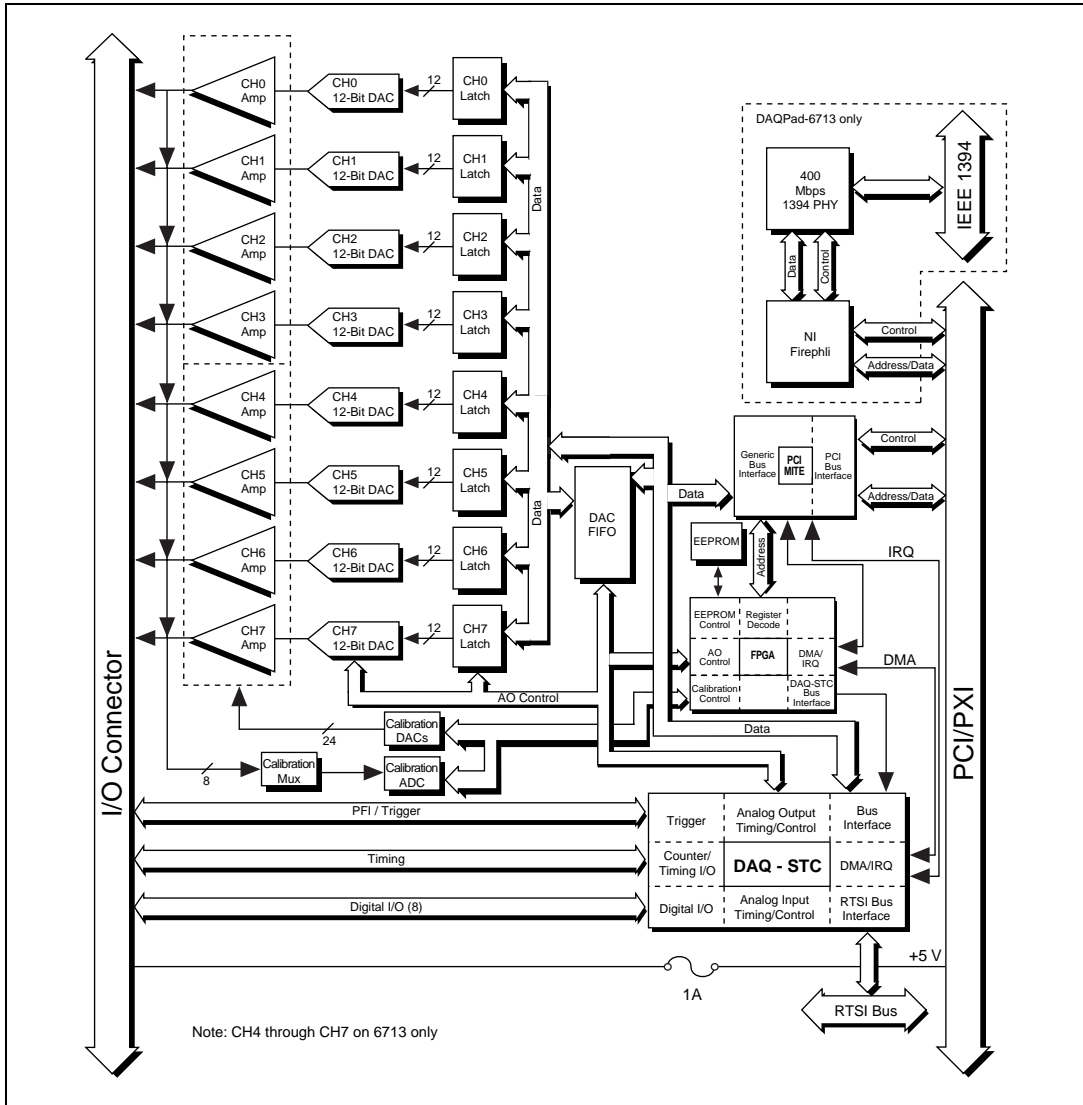 CH0
Amp
CH0
12-Bit DAC
12
CH0
Latch
CH1
Amp
CH1
12-Bit DAC
12
CH1
Latch
Data
CH2
Amp
CH2
12-Bit DAC
12
CH2
Latch
CH3
Amp
CH3
12-Bit DAC
12
CH3
Latch
CH4
Amp
CH4
12-Bit DAC
12
CH4
Latch
CH5
Amp
CH5
12-Bit DAC
12
CH5
Latch
Data
CH6
Amp
CH6
12-Bit DAC
12
CH6
Latch
CH7
Amp
CH7
12-Bit DAC
12
CH7
Latch
DAQPad-6713 only
400
Mbps
1394 PHY
IEEE 1394
Data
Control
NI
Firephli
Control
Address/Data
Generic
Bus
Interface
PCI
MITE
PCI
Bus
Interface
Control
Address/Data
DAC
FIFO
Data
EEPROM
Address
IRQ
EEPROM
Control
Register
Decode
AO
Control
FPGA
DMA/
IRQ
Calibration
Control
DAQ-STC
Bus
Interface
DMA
AO Control
24
Calibration
DACs
8
Calibration
Mux
Calibration
ADC
Data
I/O Connector
PCI/PXI
PFI / Trigger
Timing
Digital I/O (8)
Trigger
Analog Output
Timing/Control
Bus
Interface
Counter/
Timing I/O
DAQ - STC
DMA/IRQ
Digital I/O
Analog Input
Timing/Control
RTSI Bus
Interface
+5 V
1A
RTSI Bus
Note: CH4 through CH7 on 6713 only